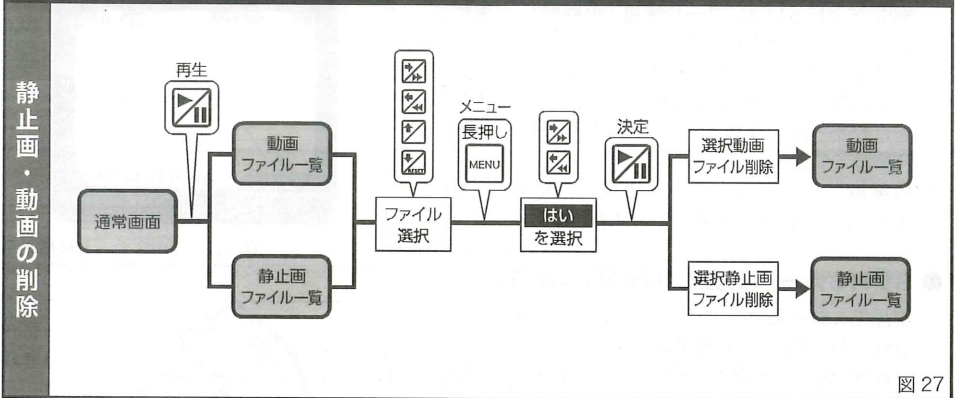 静止画・動画の削除
再生
動画
ファイル一覧
通常画面
静止画
ファイル一覧
ファイル
選択
メニュー
長押し
MENU
はい
を選択
決定
選択動画
ファイル削除
動画
ファイル一覧
選択静止画
ファイル削除
静止画
ファイル一覧
図 27